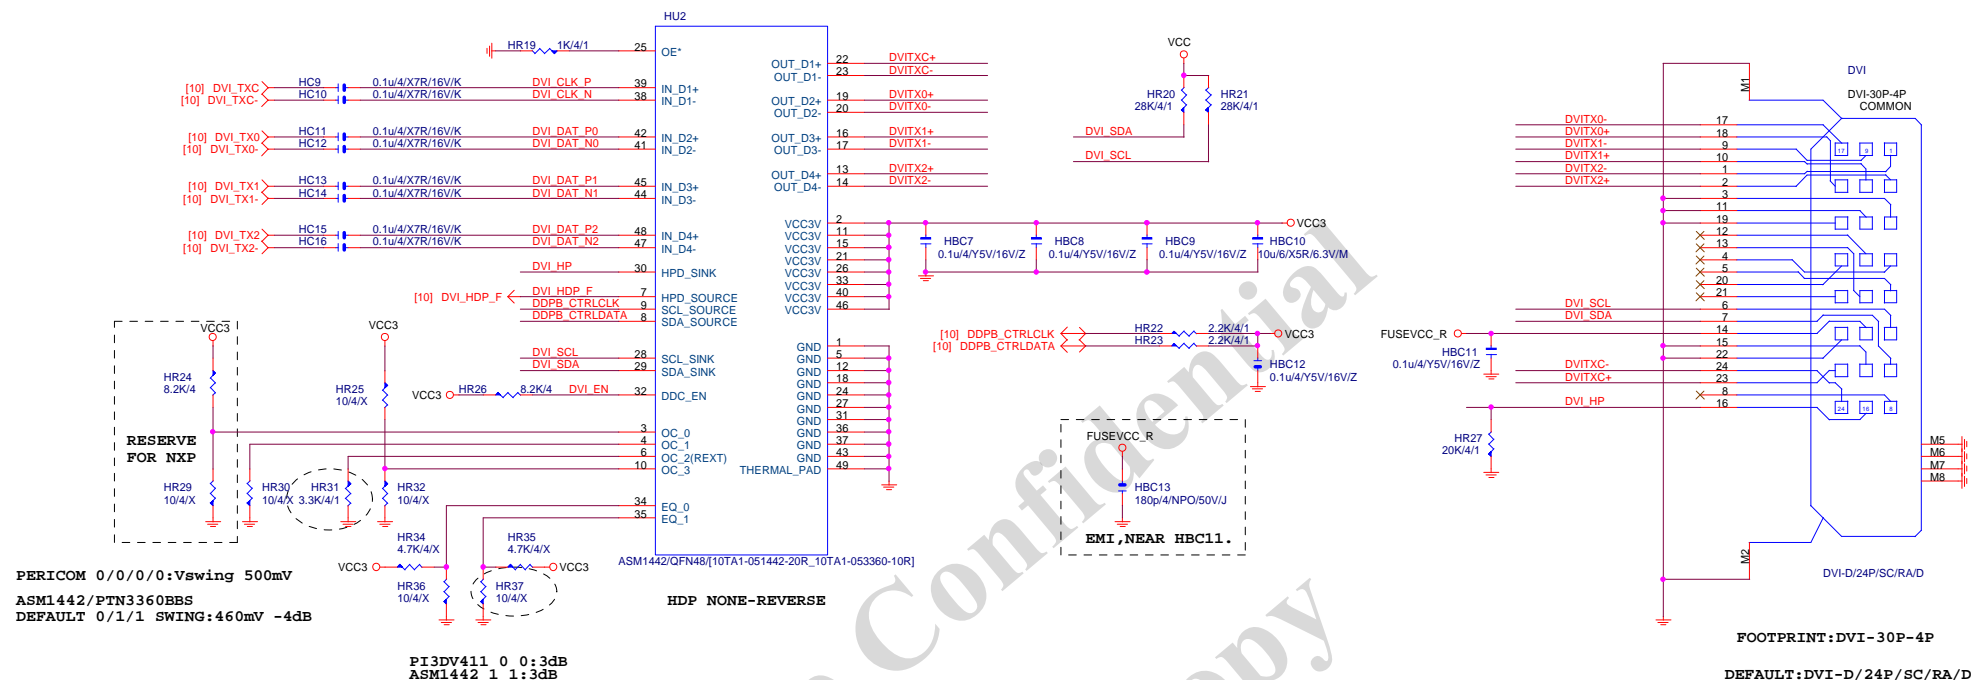 HU2
HR19 1K/4/1 25 OE*
[10] DVI_TXC HC9 0.1u/4/X7R/16V/K DVI_CLK_P 39 IN_D1+
[10] DVI_TXC- HC10 0.1u/4/X7R/16V/K DVI_CLK_N 38 IN_D1-
[10] DVI_TX0 HC11 0.1u/4/X7R/16V/K DVI_DAT_P0 42 IN_D2+
[10] DVI_TX0- HC12 0.1u/4/X7R/16V/K DVI_DAT_N0 41 IN_D2-
[10] DVI_TX1 HC13 0.1u/4/X7R/16V/K DVI_DAT_P1 45 IN_D3+
[10] DVI_TX1- HC14 0.1u/4/X7R/16V/K DVI_DAT_N1 44 IN_D3-
[10] DVI_TX2 HC15 0.1u/4/X7R/16V/K DVI_DAT_P2 48 IN_D4+
[10] DVI_TX2- HC16 0.1u/4/X7R/16V/K DVI_DAT_N2 47 IN_D4-
DVI_HP 30 HPD_SINK
[10] DVI_HDP_F DVI_HDP_F 7 HPD_SOURCE
DDPB_CTRLCLK 9 SCL_SOURCE
DDPB_CTRLDATA 8 SDA_SOURCE
DVI_SCL 28 SCL_SINK
DVI_SDA 29 SDA_SINK
VCC3 HR26 8.2K/4 DVI_EN 32 DDC_EN
3 OC_0
4 OC_1
6 OC_2(REXT)
10 OC_3
34 EQ_0
35 EQ_1
VCC3
HR24
8.2K/4
RESERVE
FOR NXP
HR29
10/4/X
HR30
10/4/X
HR31
3.3K/4/1
VCC3
HR25
10/4/X
HR32
10/4/X
HR34
4.7K/4/X
VCC3
HR36
10/4/X
HR35
4.7K/4/X
VCC3
HR37
10/4/X
PERICOM 0/0/0/0:Vswing 500mV
ASM1442/PTN3360BBS
DEFAULT 0/1/1 SWING:460mV -4dB
PI3DV411 0 0:3dB
ASM1442 1 1:3dB
OUT_D1+ 22 DVITXC+
OUT_D1- 23 DVITXC-
OUT_D2+ 19 DVITX0+
OUT_D2- 20 DVITX0-
OUT_D3+ 16 DVITX1+
OUT_D3- 17 DVITX1-
OUT_D4+ 13 DVITX2+
OUT_D4- 14 DVITX2-
VCC3V 2
VCC3V 11
VCC3V 15
VCC3V 21
VCC3V 26
VCC3V 33
VCC3V 40
VCC3V 46
GND 1
GND 5
GND 12
GND 18
GND 24
GND 27
GND 31
GND 36
GND 37
GND 43
THERMAL_PAD 49
ASM1442/QFN48/[10TA1-051442-20R_10TA1-053360-10R]
HDP NONE-REVERSE
VCC
HR20
28K/4/1
HR21
28K/4/1
DVI_SDA
DVI_SCL
VCC3
HBC7
0.1u/4/Y5V/16V/Z
HBC8
0.1u/4/Y5V/16V/Z
HBC9
0.1u/4/Y5V/16V/Z
HBC10
10u/6/X5R/6.3V/M
[10] DDPB_CTRLCLK HR22 2.2K/4/1 VCC3
[10] DDPB_CTRLDATA HR23 2.2K/4/1
HBC12
0.1u/4/Y5V/16V/Z
FUSEVCC_R
HBC13
180p/4/NPO/50V/J
EMI,NEAR HBC11.
Confidential
opy
DVI
DVI-30P-4P
COMMON
M1
DVITX0- 17
DVITX0+ 18
DVITX1- 9
DVITX1+ 10
DVITX2- 1
DVITX2+ 2
3
11
19
12
13
4
5
20
21
DVI_SCL 6
DVI_SDA 7
FUSEVCC_R 14
15
22
DVITXC- 24
DVITXC+ 23
8
DVI_HP 16
HBC11
0.1u/4/Y5V/16V/Z
HR27
20K/4/1
17 9 1
24 16 8
M5
M6
M7
M8
M2
DVI-D/24P/SC/RA/D
FOOTPRINT:DVI-30P-4P
DEFAULT:DVI-D/24P/SC/RA/D